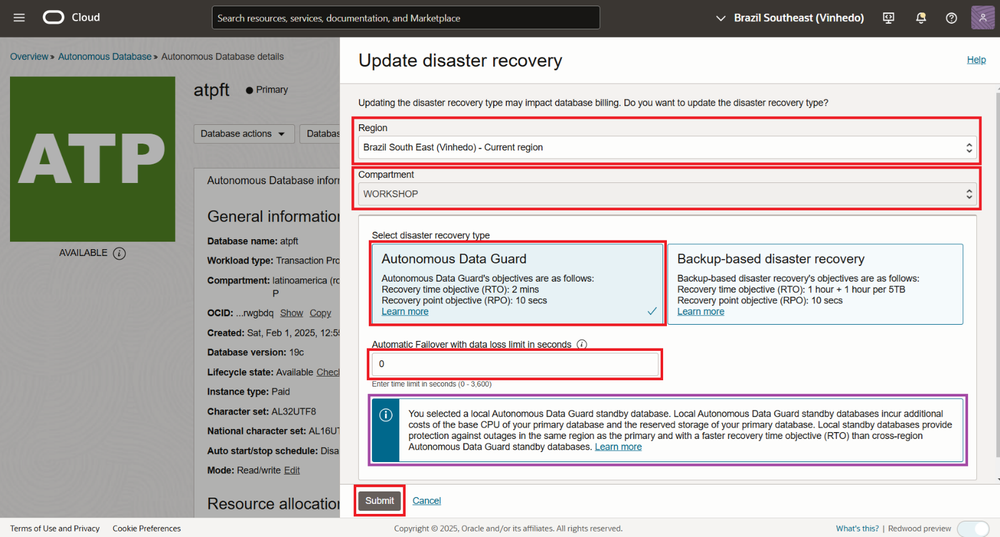 Cloud
Search resources, services, documentation, and Marketplace
Brazil Southeast (Vinhedo)
Overview » Autonomous Database » Autonomous Database details
ATP
AVAILABLE
atpft
Primary
Database actions
Databas
Autonomous Database infor
General information
Database name: atpft
Workload type: Transaction Pro
Compartment: latinoamerica (ro
P
OCID: ...rwgbdq Show Copy
Created: Sat, Feb 1, 2025, 12:55
Database version: 19c
Lifecycle state: Available Check
Instance type: Paid
Character set: AL32UTF8
National character set: AL16UT
Auto start/stop schedule: Disa
Mode: Read/write Edit
Resource allocation
Update disaster recovery
Help
Updating the disaster recovery type may impact database billing. Do you want to update the disaster recovery type?
Region
Brazil South East (Vinhedo) - Current region
Compartment
WORKSHOP
Select disaster recovery type
Autonomous Data Guard
Autonomous Data Guard's objectives are as follows:
Recovery time objective (RTO): 2 mins
Recovery point objective (RPO): 10 secs
Learn more
Backup-based disaster recovery
Backup-based disaster recovery's objectives are as follows:
Recovery time objective (RTO): 1 hour + 1 hour per 5TB
Recovery point objective (RPO): 10 secs
Learn more
Automatic Failover with data loss limit in seconds
0
Enter time limit in seconds (0 - 3,600)
You selected a local Autonomous Data Guard standby database. Local Autonomous Data Guard standby databases incur additional
costs of the base CPU of your primary database and the reserved storage of your primary database. Local standby databases provide
protection against outages in the same region as the primary and with a faster recovery time objective (RTO) than cross-region
Autonomous Data Guard standby databases. Learn more
Submit
Cancel
Terms of Use and Privacy
Cookie Preferences
Copyright © 2025, Oracle and/or its affiliates. All rights reserved.
What's this? | Redwood preview